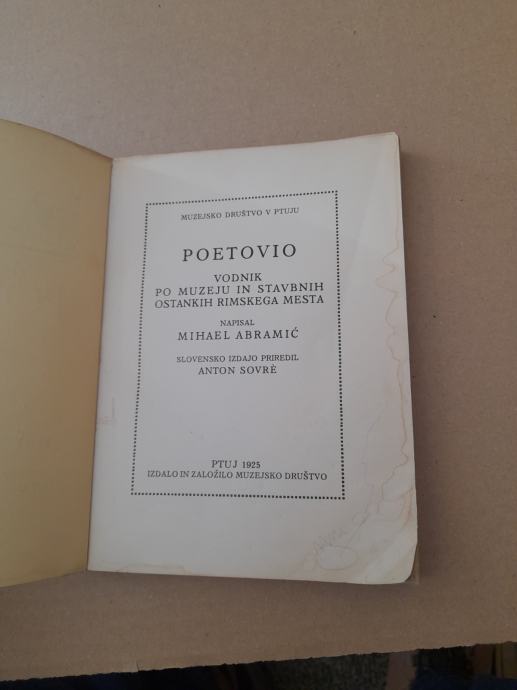 MUZEJSKO DRUŠTVO V PTUJU
POETOVIO
VODNIK
PO MUZEJU IN STAVBNIH
OSTANKIH RIMSKEGA MESTA
NAPISAL
MIHAEL ABRAMIĆ
SLOVENSKO IZDAJO PRIREDIL
ANTON SOVRÈ
PTUJ 1925
IZDALO IN ZALOŽILO MUZEJSKO DRUŠTVO